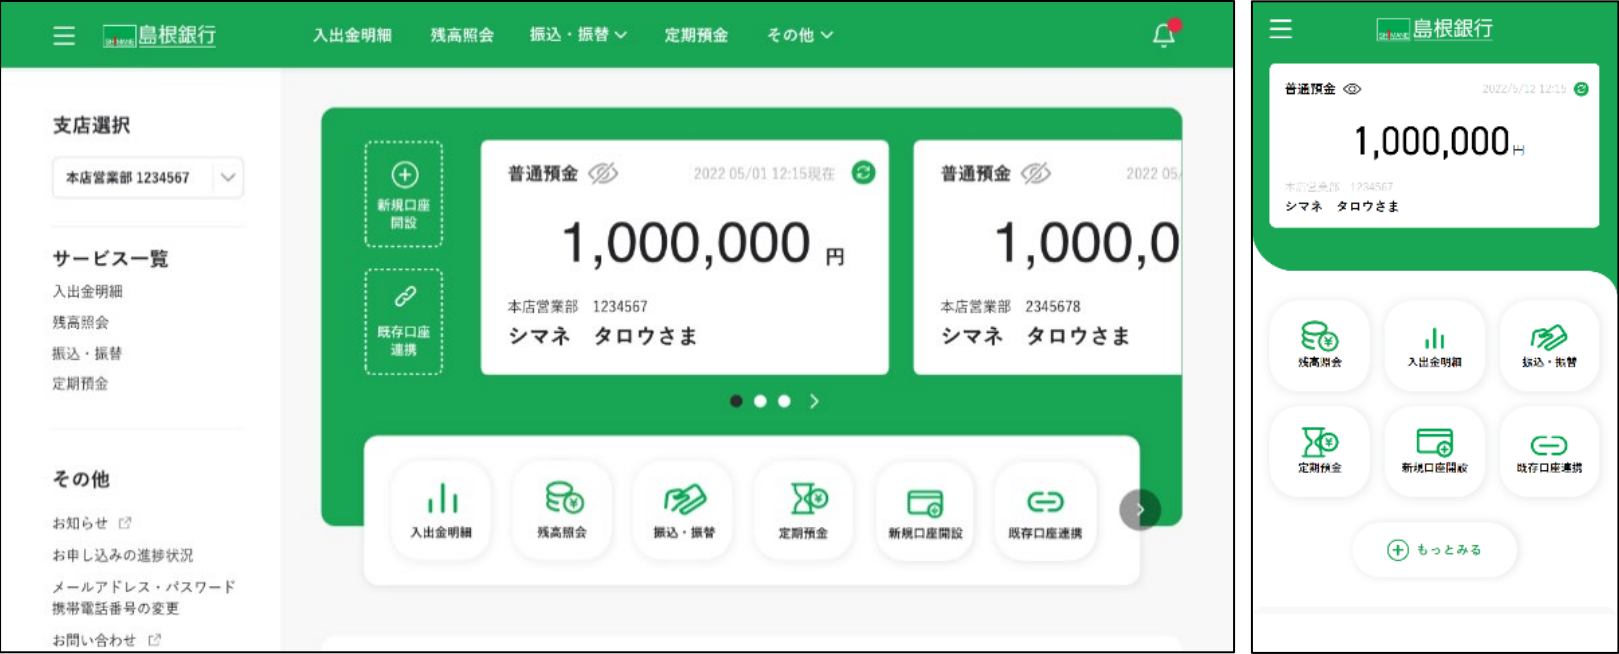 SHIMANE 島根銀行
入出金明細 残高照会 振込・振替 定期預金 その他
支店選択
本店営業部 1234567
サービス一覧
入出金明細
残高照会
振込・振替
定期預金
その他
お知らせ
お申し込みの進捗状況
メールアドレス・パスワード
携帯電話番号の変更
お問い合わせ
新規口座
開設
既存口座
連携
普通預金 2022 05/01 12:15現在
1,000,000 円
本店営業部 1234567
シマネ タロウさま
普通預金 2022 05/
1,000,0
本店営業部 2345678
シマネ タロウさま
入出金明細 残高照会 振込・振替 定期預金 新規口座開設 既存口座連携
SHIMANE 島根銀行
普通預金 2022/5/12 12:15
1,000,000 円
本店営業部 1234567
シマネ タロウさま
残高照会 入出金明細 振込・振替
定期預金 新規口座開設 既存口座連携
もっとみる